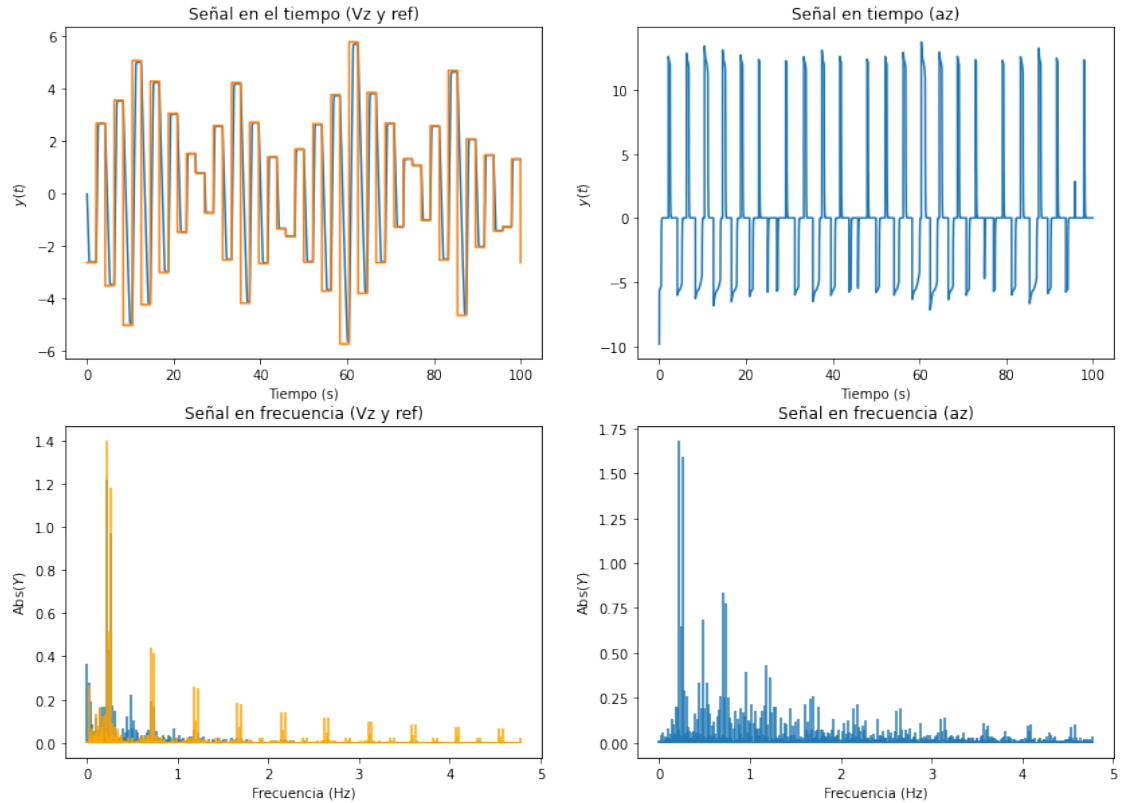 Señal en el tiempo (Vz y ref)
6
4
2
0
−2
−4
−6
y(t)
0 20 40 60 80 100
Tiempo (s)
Señal en tiempo (az)
10
5
0
−5
−10
y(t)
0 20 40 60 80 100
Tiempo (s)
Señal en frecuencia (Vz y ref)
1.4
1.2
1.0
0.8
0.6
0.4
0.2
0.0
Abs(Y)
0 1 2 3 4 5
Frecuencia (Hz)
Señal en frecuencia (az)
1.75
1.50
1.25
1.00
0.75
0.50
0.25
0.00
Abs(Y)
0 1 2 3 4 5
Frecuencia (Hz)